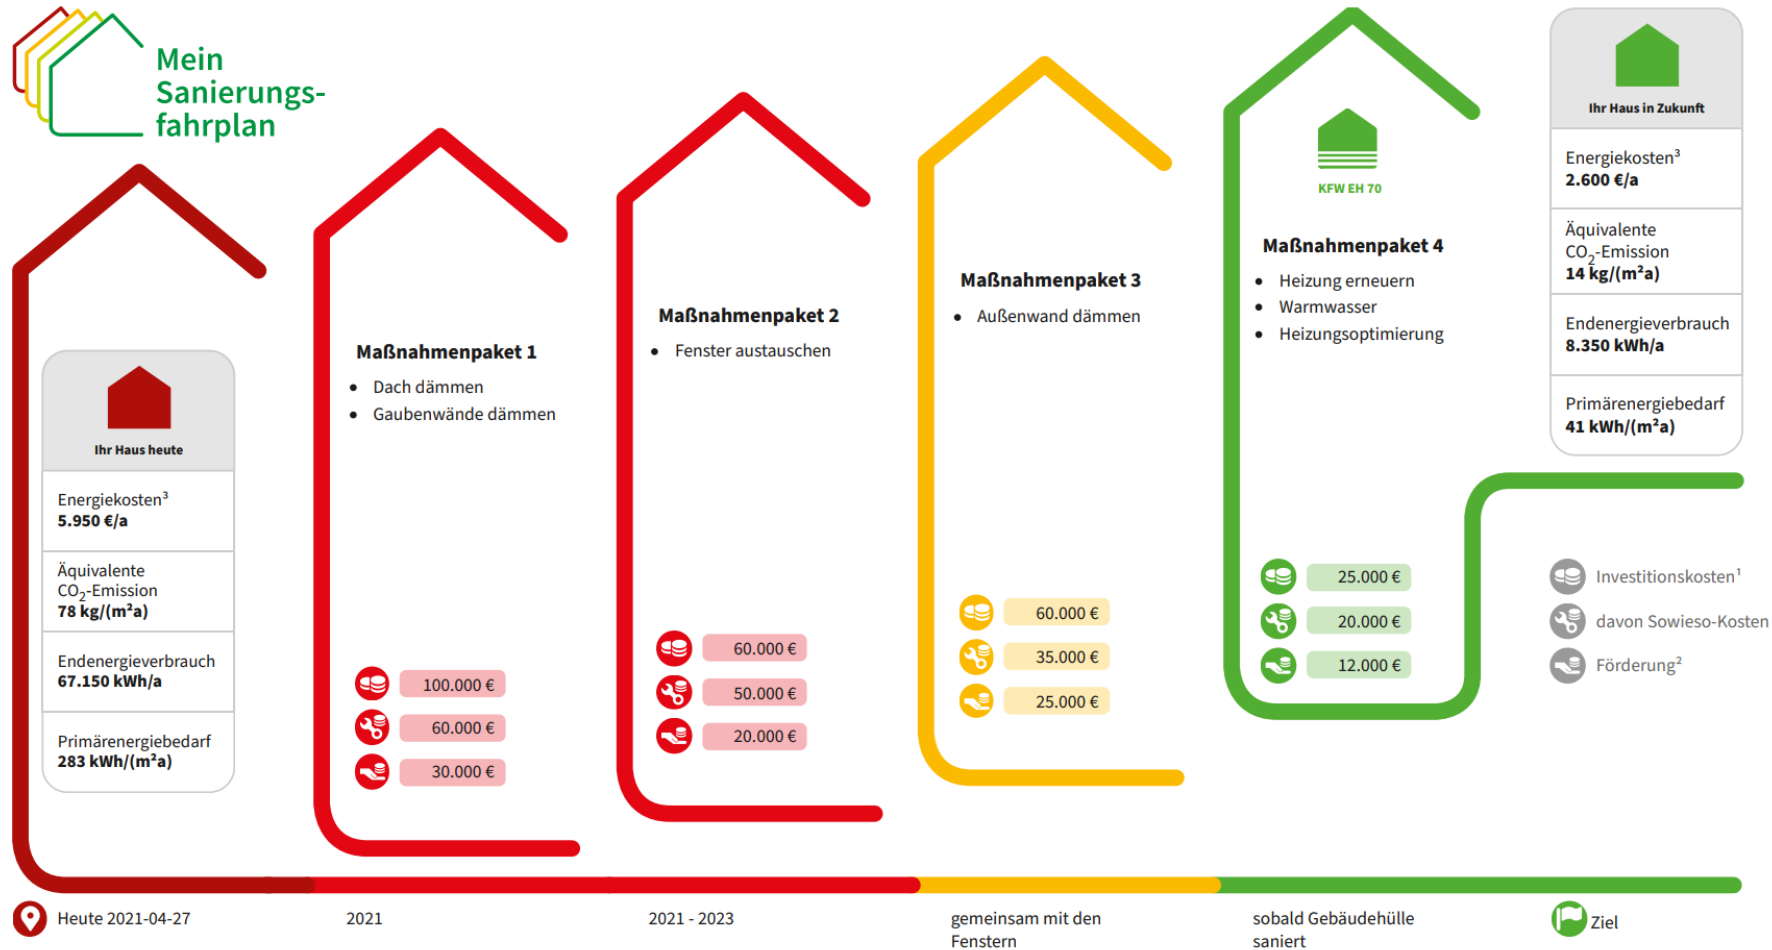 Mein
Sanierungs-
fahrplan
Ihr Haus heute
Energiekosten³
5.950 €/a
Äquivalente
CO₂-Emission
78 kg/(m²a)
Endenergieverbrauch
67.150 kWh/a
Primärenergiebedarf
283 kWh/(m²a)
Maßnahmenpaket 1
• Dach dämmen
• Gaubenwände dämmen
100.000 €
60.000 €
30.000 €
Maßnahmenpaket 2
• Fenster austauschen
60.000 €
50.000 €
20.000 €
Maßnahmenpaket 3
• Außenwand dämmen
60.000 €
35.000 €
25.000 €
KFW EH 70
Maßnahmenpaket 4
• Heizung erneuern
• Warmwasser
• Heizungsoptimierung
25.000 €
20.000 €
12.000 €
Ihr Haus in Zukunft
Energiekosten³
2.600 €/a
Äquivalente
CO₂-Emission
14 kg/(m²a)
Endenergieverbrauch
8.350 kWh/a
Primärenergiebedarf
41 kWh/(m²a)
Investitionskosten¹
davon Sowieso-Kosten
Förderung²
Heute 2021-04-27
2021
2021 - 2023
gemeinsam mit den
Fenstern
sobald Gebäudehülle
saniert
Ziel